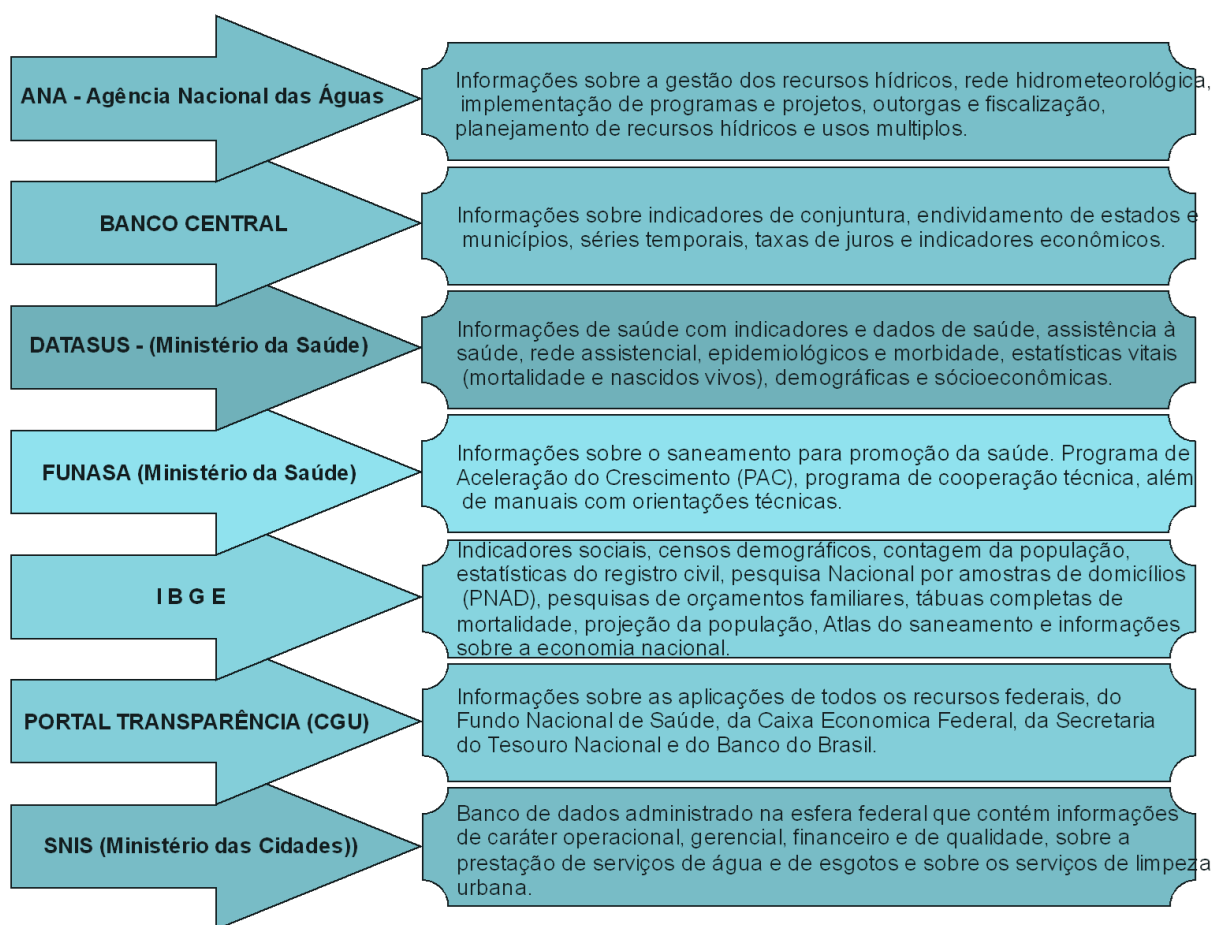 ANA - Agência Nacional das Águas
Informações sobre a gestão dos recursos hídricos, rede hidrometeorológica,
implementação de programas e projetos, outorgas e fiscalização,
planejamento de recursos hídricos e usos multiplos.
BANCO CENTRAL
Informações sobre indicadores de conjuntura, endividamento de estados e
municípios, séries temporais, taxas de juros e indicadores econômicos.
DATASUS - (Ministério da Saúde)
Informações de saúde com indicadores e dados de saúde, assistência à
saúde, rede assistencial, epidemiológicos e morbidade, estatísticas vitais
(mortalidade e nascidos vivos), demográficas e sócioeconômicas.
FUNASA (Ministério da Saúde)
Informações sobre o saneamento para promoção da saúde. Programa de
Aceleração do Crescimento (PAC), programa de cooperação técnica, além
de manuais com orientações técnicas.
I B G E
Indicadores sociais, censos demográficos, contagem da população,
estatísticas do registro civil, pesquisa Nacional por amostras de domicílios
(PNAD), pesquisas de orçamentos familiares, tábuas completas de
mortalidade, projeção da população, Atlas do saneamento e informações
sobre a economia nacional.
PORTAL TRANSPARÊNCIA (CGU)
Informações sobre as aplicações de todos os recursos federais, do
Fundo Nacional de Saúde, da Caixa Economica Federal, da Secretaria
do Tesouro Nacional e do Banco do Brasil.
SNIS (Ministério das Cidades))
Banco de dados administrado na esfera federal que contém informações
de caráter operacional, gerencial, financeiro e de qualidade, sobre a
prestação de serviços de água e de esgotos e sobre os serviços de limpeza
urbana.